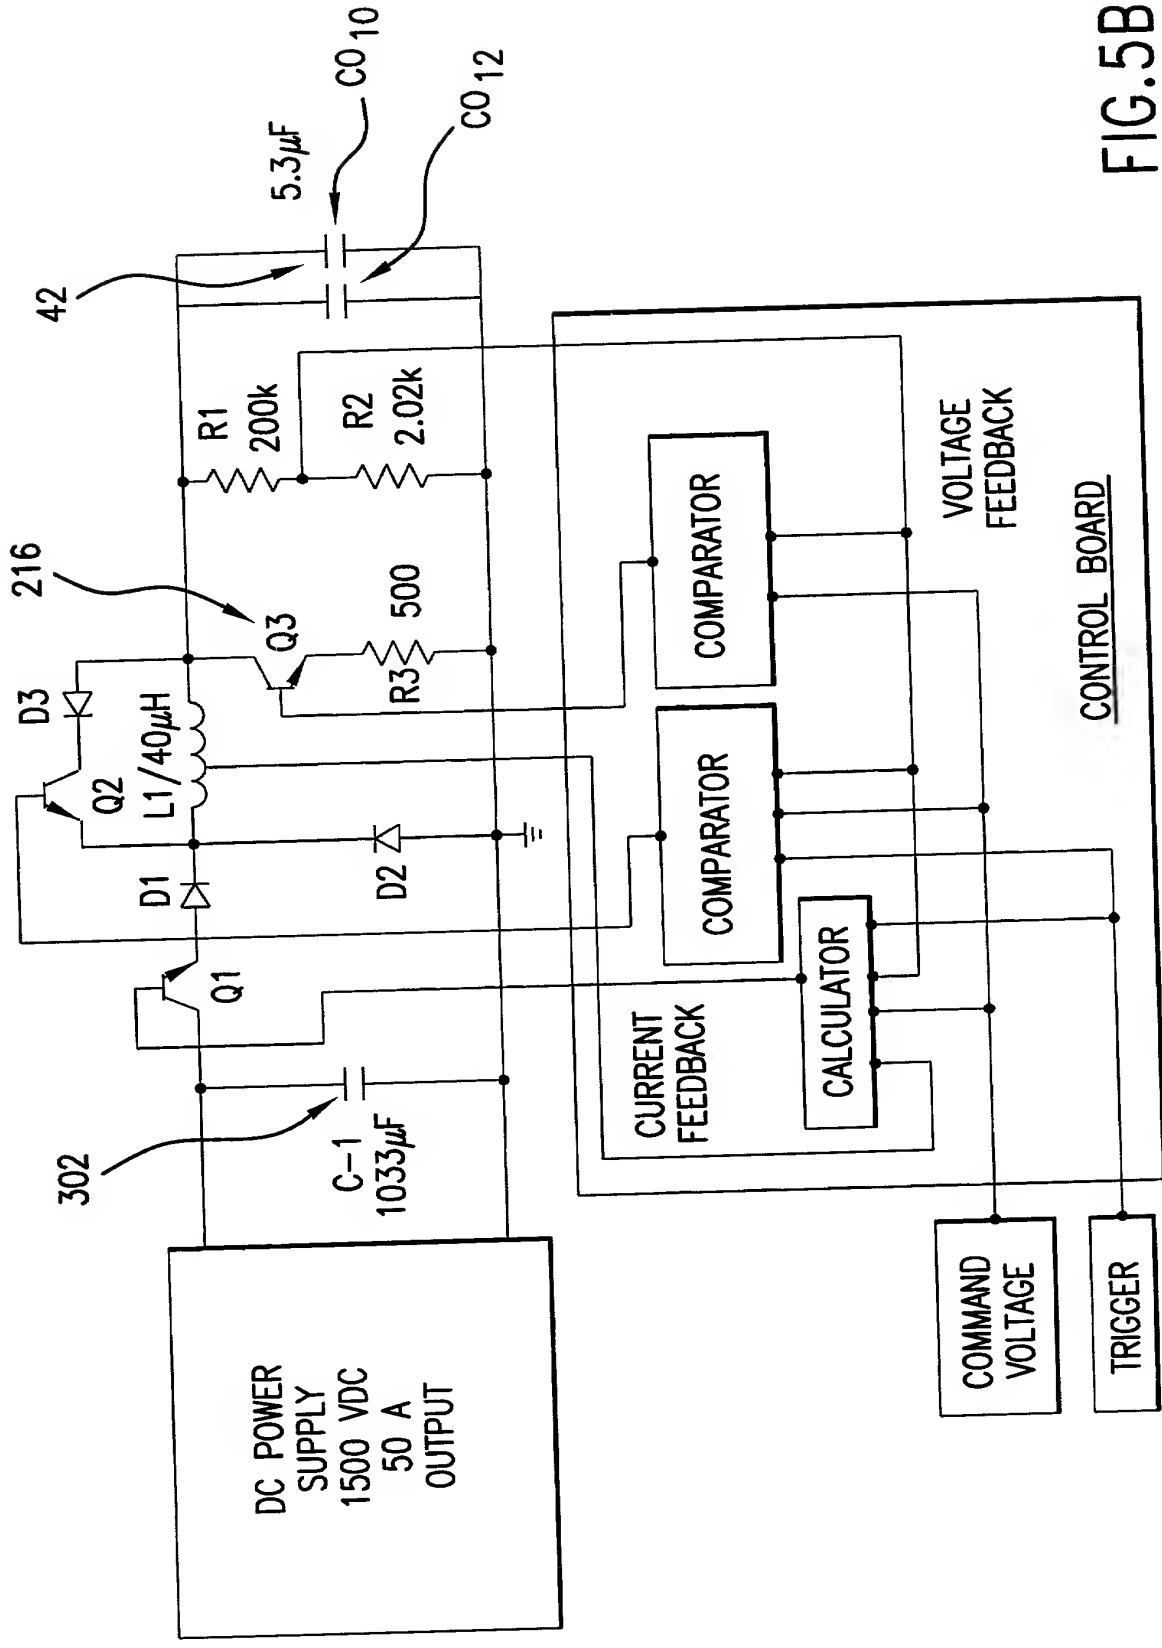 DC POWER
SUPPLY
1500 VDC
50 A
OUTPUT
302
C-1
1033µF
Q1
D1
Q2
D3
L1/40µH
D2
216
Q3
R3
500
R1
200k
R2
2.02k
42
5.3µF
CO10
CO12
CURRENT
FEEDBACK
CALCULATOR
COMPARATOR
COMPARATOR
VOLTAGE
FEEDBACK
CONTROL BOARD
COMMAND
VOLTAGE
TRIGGER
FIG.5B